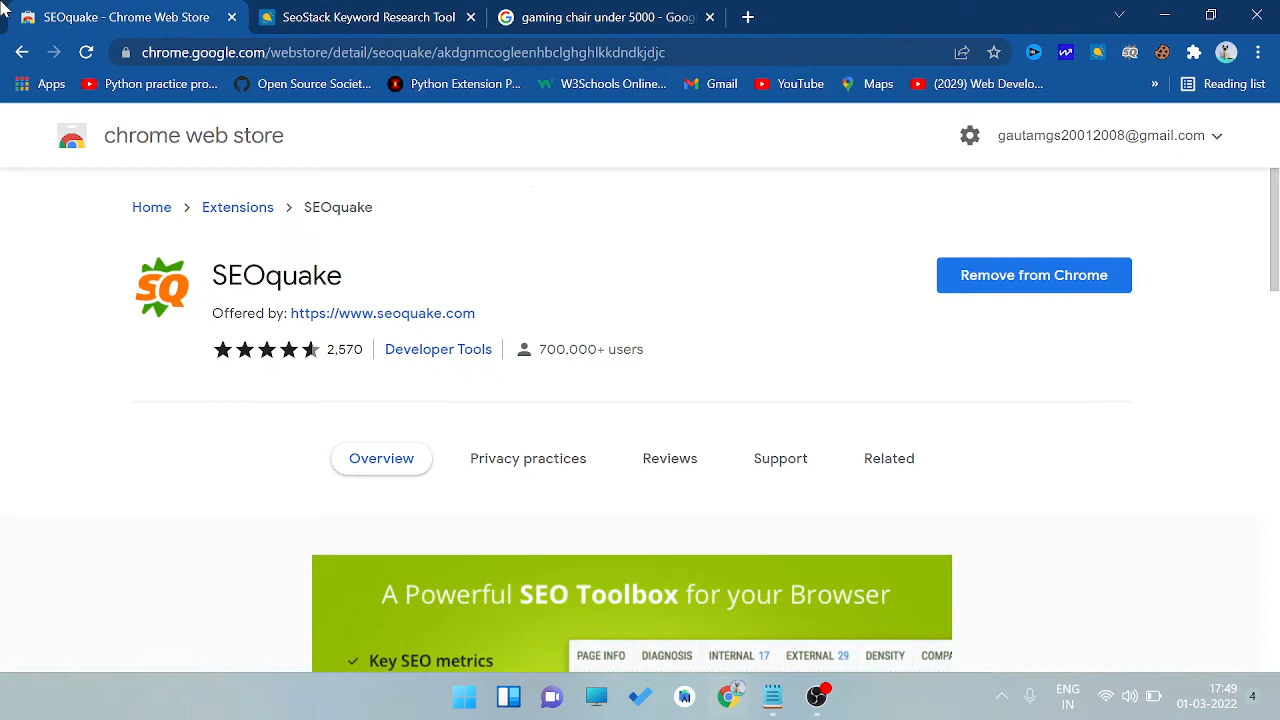 SEOquake - Chrome Web Store
SeoStack Keyword Research Tool
gaming chair under 5000 - Goog
chrome.google.com/webstore/detail/seoquake/akdgnmcogleenhbclghghlkkdndkjdjc
Apps
Python practice pro...
Open Source Societ...
Python Extension P...
W3Schools Online...
Gmail
YouTube
Maps
(2029) Web Develo...
»
Reading list
chrome web store
gautamgs20012008@gmail.com
Home > Extensions > SEOquake
SQ
SEOquake
Remove from Chrome
Offered by: https://www.seoquake.com
2,570
Developer Tools
700,000+ users
Overview
Privacy practices
Reviews
Support
Related
A Powerful SEO Toolbox for your Browser
✓ Key SEO metrics
PAGE INFO DIAGNOSIS INTERNAL 17 EXTERNAL 29 DENSITY COMPA
ENG
IN
17:49
01-03-2022
4